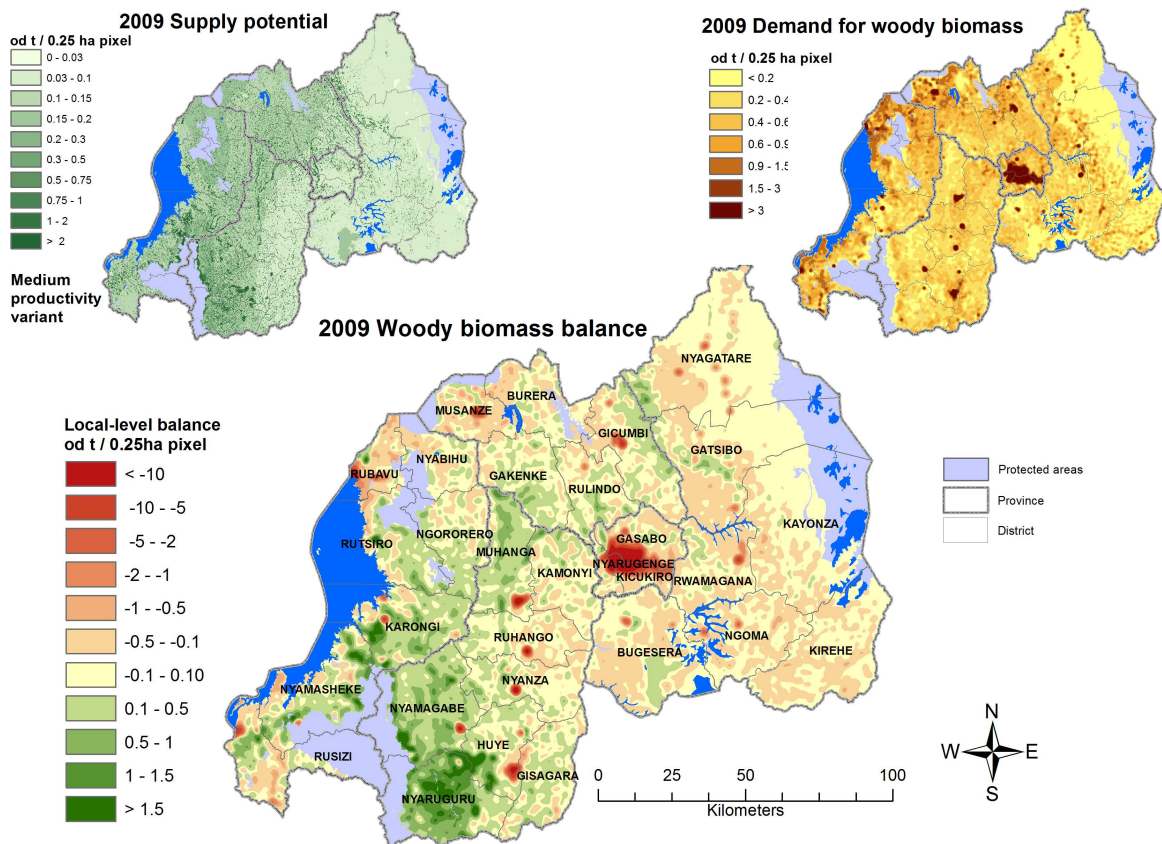 2009 Supply potential
od t / 0.25 ha pixel
0 - 0.03
0.03 - 0.1
0.1 - 0.15
0.15 - 0.2
0.2 - 0.3
0.3 - 0.5
0.5 - 0.75
0.75 - 1
1 - 2
> 2
Medium
productivity
variant
2009 Demand for woody biomass
od t / 0.25 ha pixel
< 0.2
0.2 - 0.4
0.4 - 0.6
0.6 - 0.9
0.9 - 1.5
1.5 - 3
> 3
2009 Woody biomass balance
Local-level balance
od t / 0.25ha pixel
< -10
-10 - -5
-5 - -2
-2 - -1
-1 - -0.5
-0.5 - -0.1
-0.1 - 0.10
0.1 - 0.5
0.5 - 1
1 - 1.5
> 1.5
NYAGATARE
BURERA
MUSANZE
GICUMBI
GATSIBO
NYABIHU
RUBAVU
GAKENKE
RULINDO
KAYONZA
NGORORERO
RUTSIRO
MUHANGA
GASABO
NYARUGENGE
KAMONYI
KICUKIRO
RWAMAGANA
KARONGI
RUHANGO
NGOMA
BUGESERA
KIREHE
NYAMASHEKE
NYANZA
NYAMAGABE
HUYE
RUSIZI
GISAGARA
NYARUGURU
Protected areas
Province
District
N
W
E
S
0
25
50
100
Kilometers